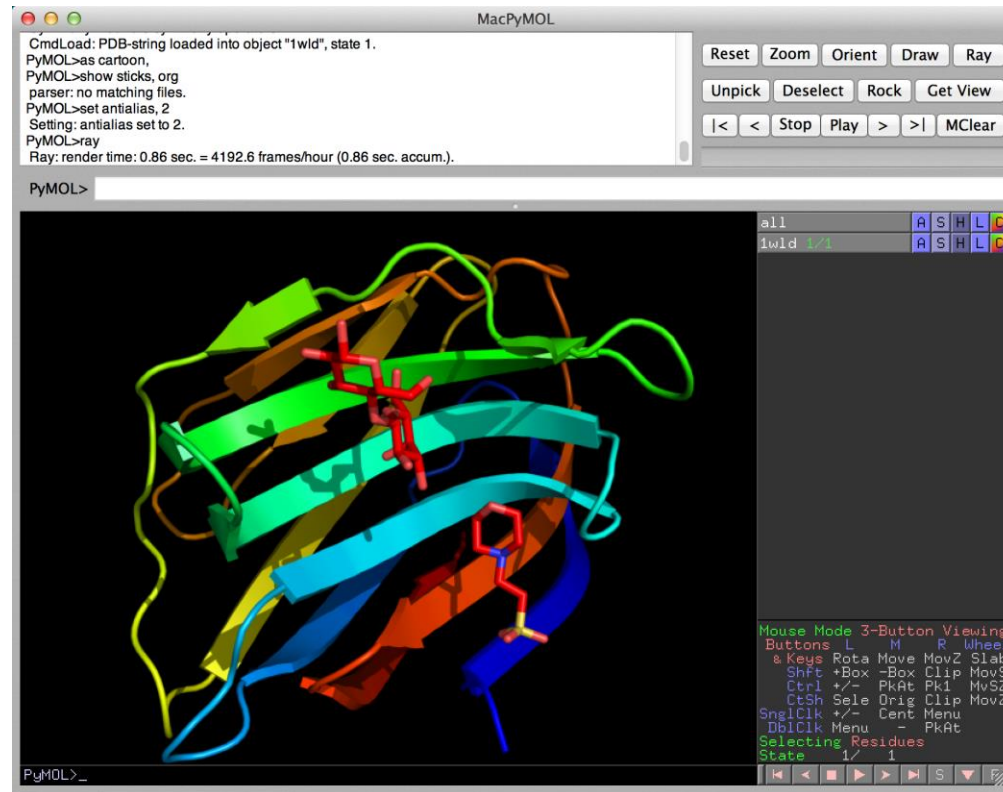 MacPyMOL
CmdLoad: PDB-string loaded into object "1wld", state 1.
PyMOL>as cartoon,
PyMOL>show sticks, org
parser: no matching files.
PyMOL>set antialias, 2
Setting: antialias set to 2.
PyMOL>ray
Ray: render time: 0.86 sec. = 4192.6 frames/hour (0.86 sec. accum.).
Reset Zoom Orient Draw Ray
Unpick Deselect Rock Get View
|< < Stop Play > >| MClear
PyMOL>
all A S H L C
1wld 1/1 A S H L C
Mouse Mode 3-Button Viewing
Buttons L M R Wheel
& Keys Rota Move MovZ Slab
Shft +Box -Box Clip MovS
Ctrl +/- PkAt Pk1 MvSZ
CtSh Sele Orig Clip MovZ
SnglClk +/- Cent Menu
DblClk Menu - PkAt
Selecting Residues
State 1/ 1
PyMOL>_
S F